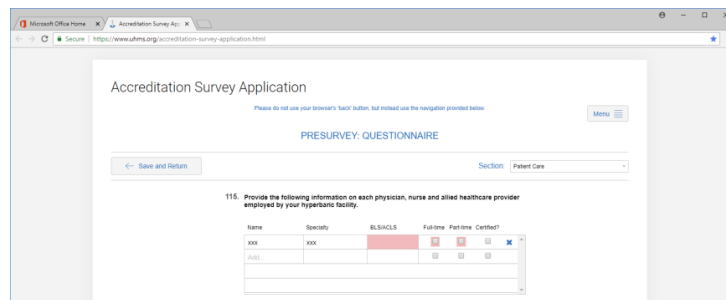 Microsoft Office Home
Accreditation Survey App
Secure | https://www.uhms.org/accreditation-survey-application.html
Accreditation Survey Application
Please do not use your browser's 'back' button, but instead use the navigation provided below.
Menu
PRESURVEY: QUESTIONNAIRE
Save and Return
Section: Patient Care
115. Provide the following information on each physician, nurse and allied healthcare provider
employed by your hyperbaric facility.
Name Specialty BLS/ACLS Full-time Part-time Certified?
xxx xxx
Add...